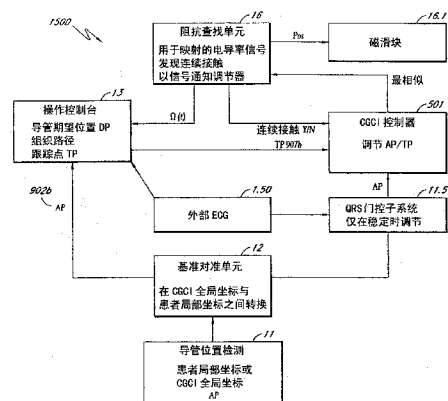 1500
16
阻抗查找单元
用于映射的电导率信号
发现连续接触
以信号通知调节器
Pos
16.1
磁滑块
13
操作控制台
导管期望位置 DP
组织路径
跟踪点 TP
Ω(t)
连续接触 Y/N
最相似
501
CGCI 控制器
调节 AP/TP
TP 907b
902b
AP
1.50
外部 ECG
AP
11.5
QRS 门控子系统
仅在稳定时调节
12
基准对准单元
在 CGCI 全局坐标与
患者局部坐标之间转换
11
导管位置检测
患者局部坐标或
CGCI 全局坐标
AP